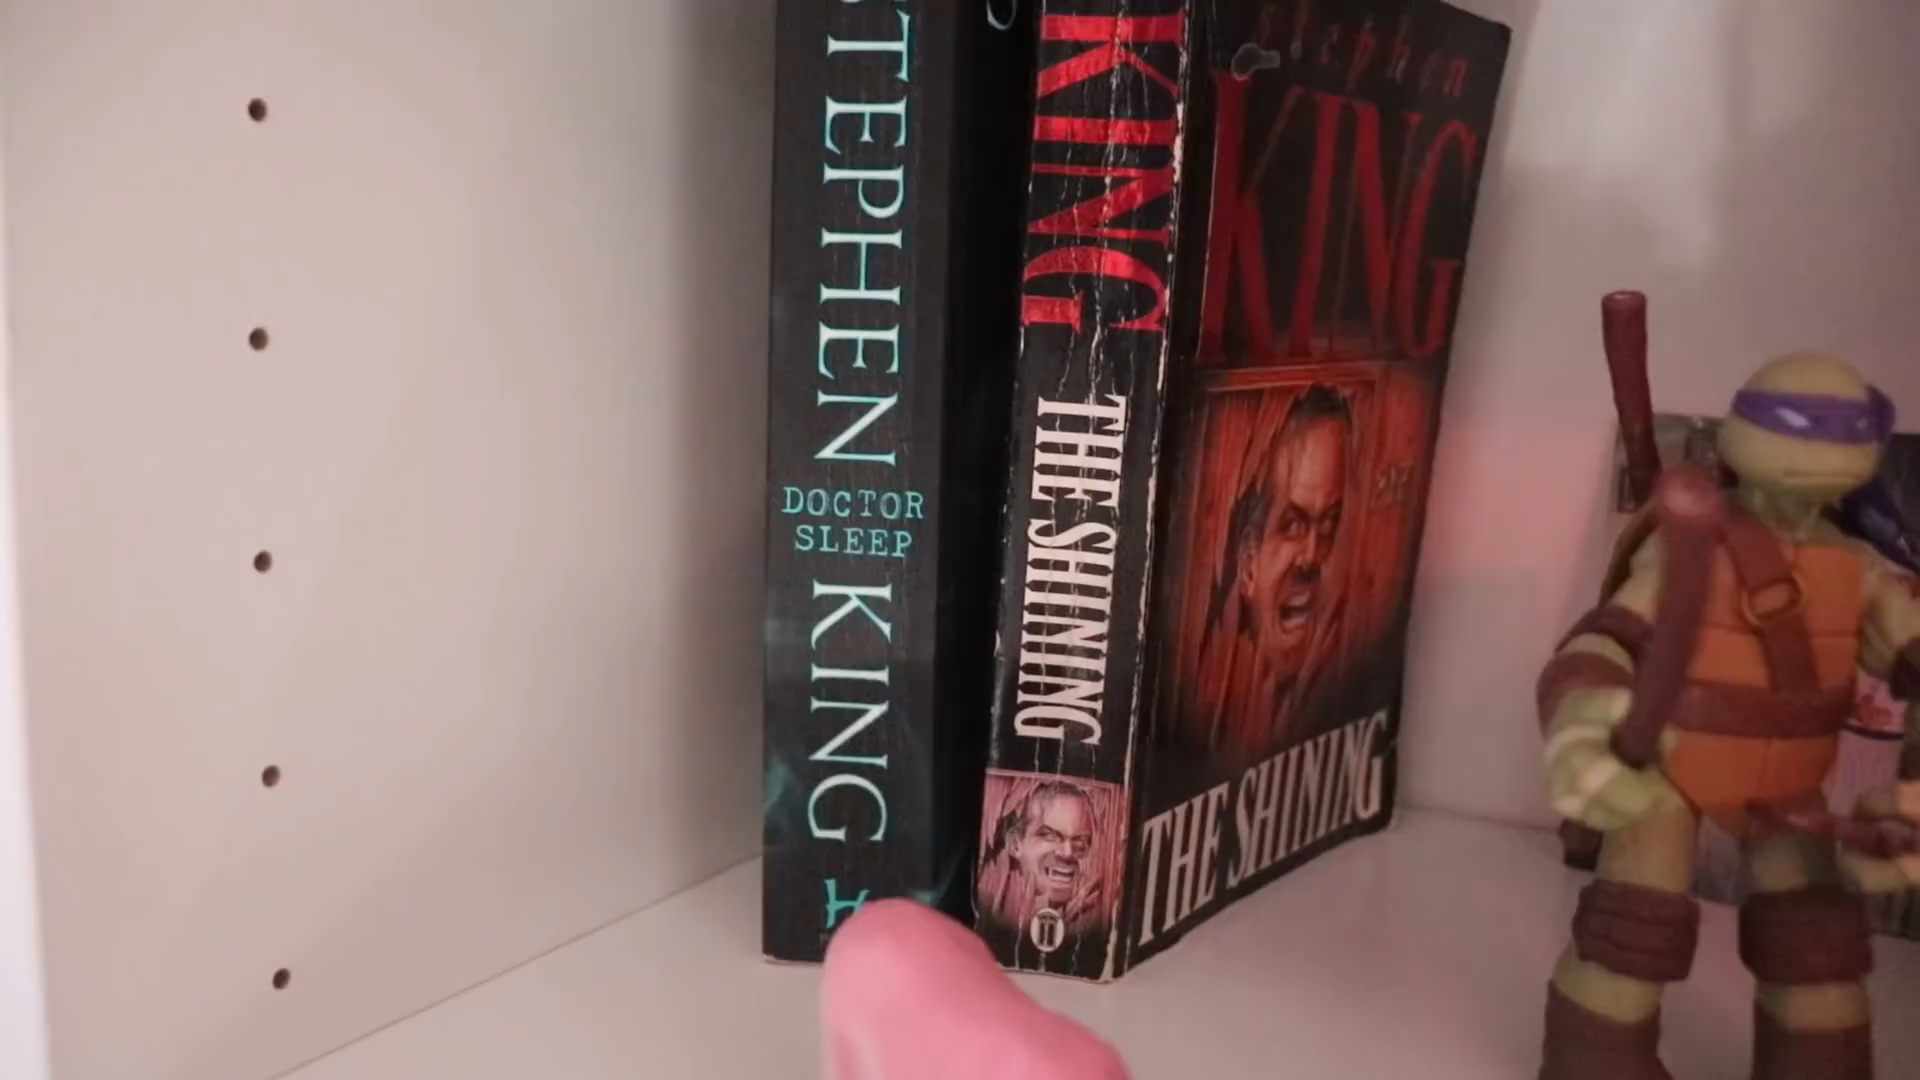 STEPHEN KING
DOCTOR
SLEEP
KING
THE SHINING
stephen
KING
THE SHINING